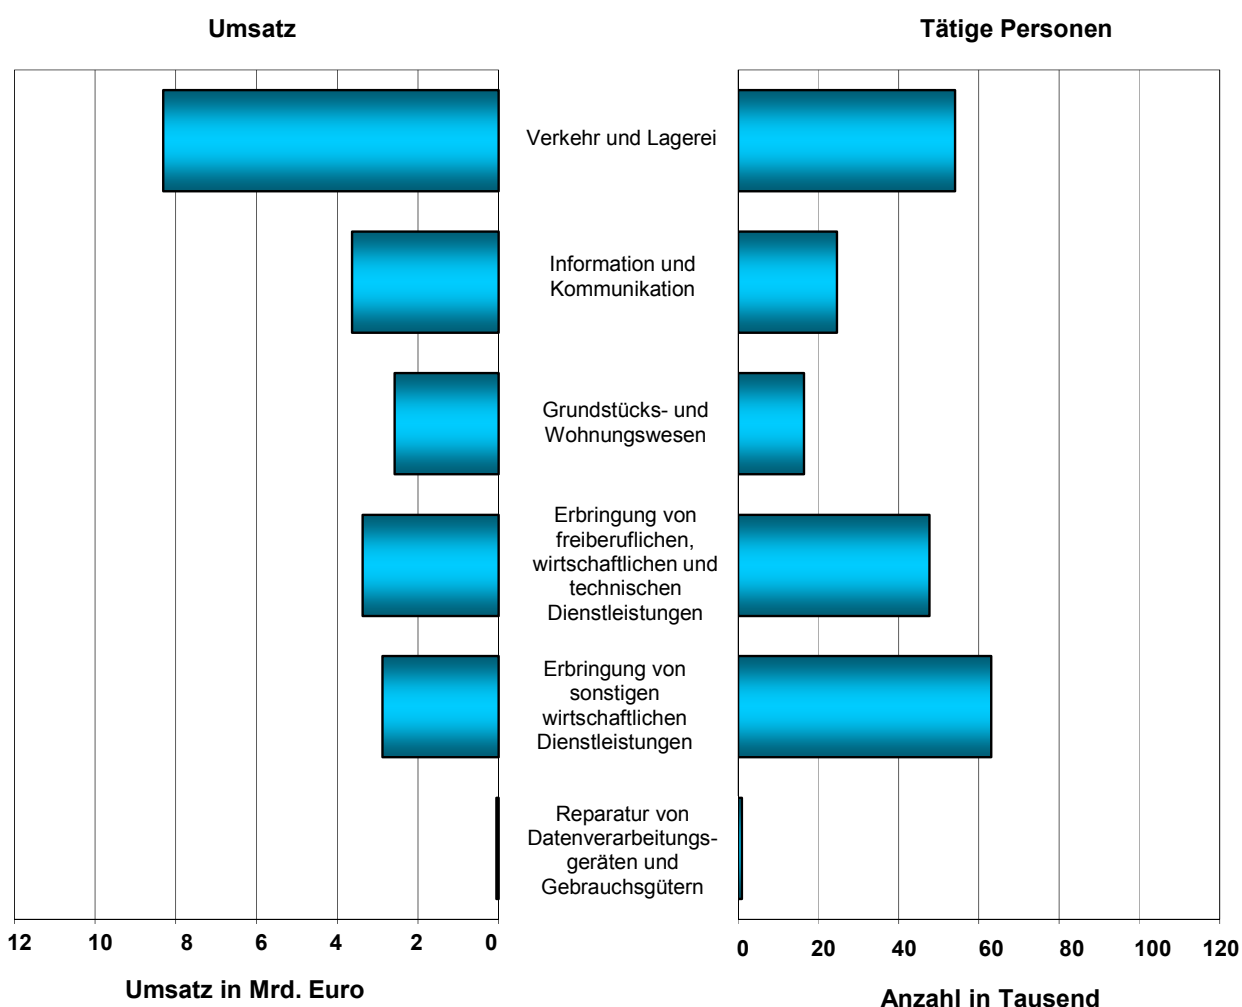 Umsatz
Tätige Personen
Verkehr und Lagerei
Information und
Kommunikation
Grundstücks- und
Wohnungswesen
Erbringung von
freiberuflichen,
wirtschaftlichen und
technischen
Dienstleistungen
Erbringung von
sonstigen
wirtschaftlichen
Dienstleistungen
Reparatur von
Datenverarbeitungs-
geräten und
Gebrauchsgütern
12 10 8 6 4 2 0
0 20 40 60 80 100 120
Umsatz in Mrd. Euro
Anzahl in Tausend